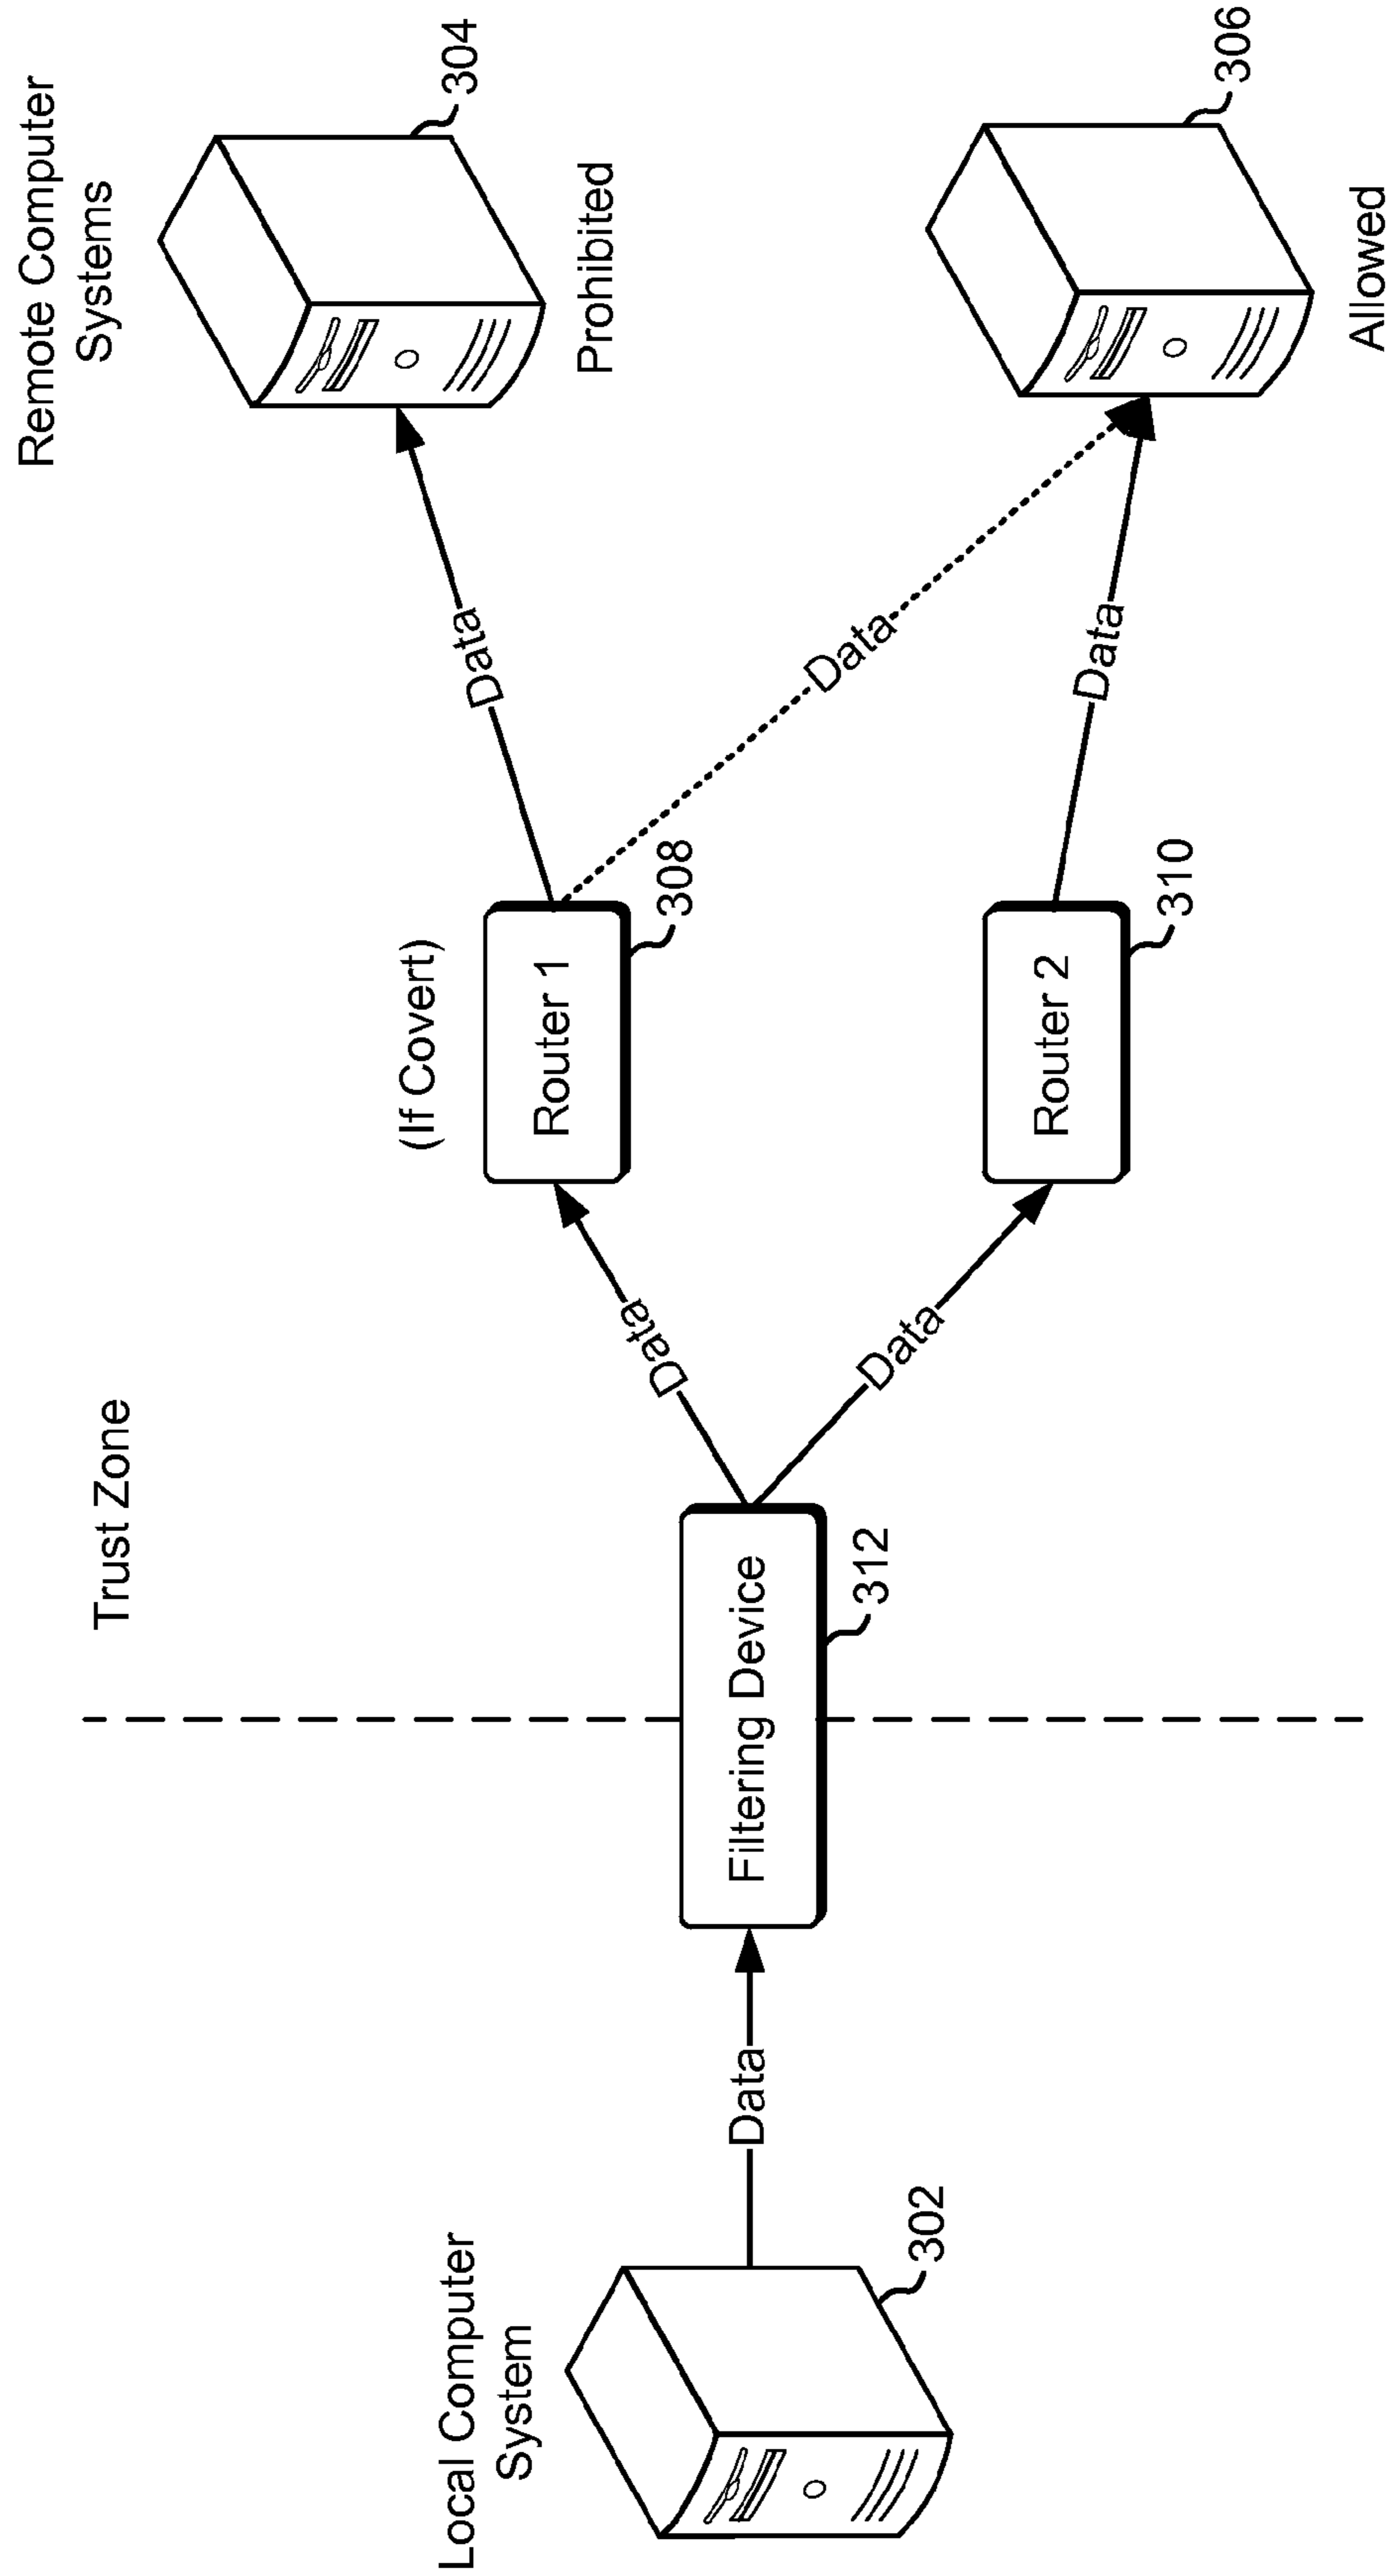 Trust Zone
Remote Computer
Systems
304
Prohibited
Local Computer
System
302
Data
Filtering Device
312
Data
Data
(If Covert)
Router 1
308
Router 2
310
Data
Data
Data
306
Allowed